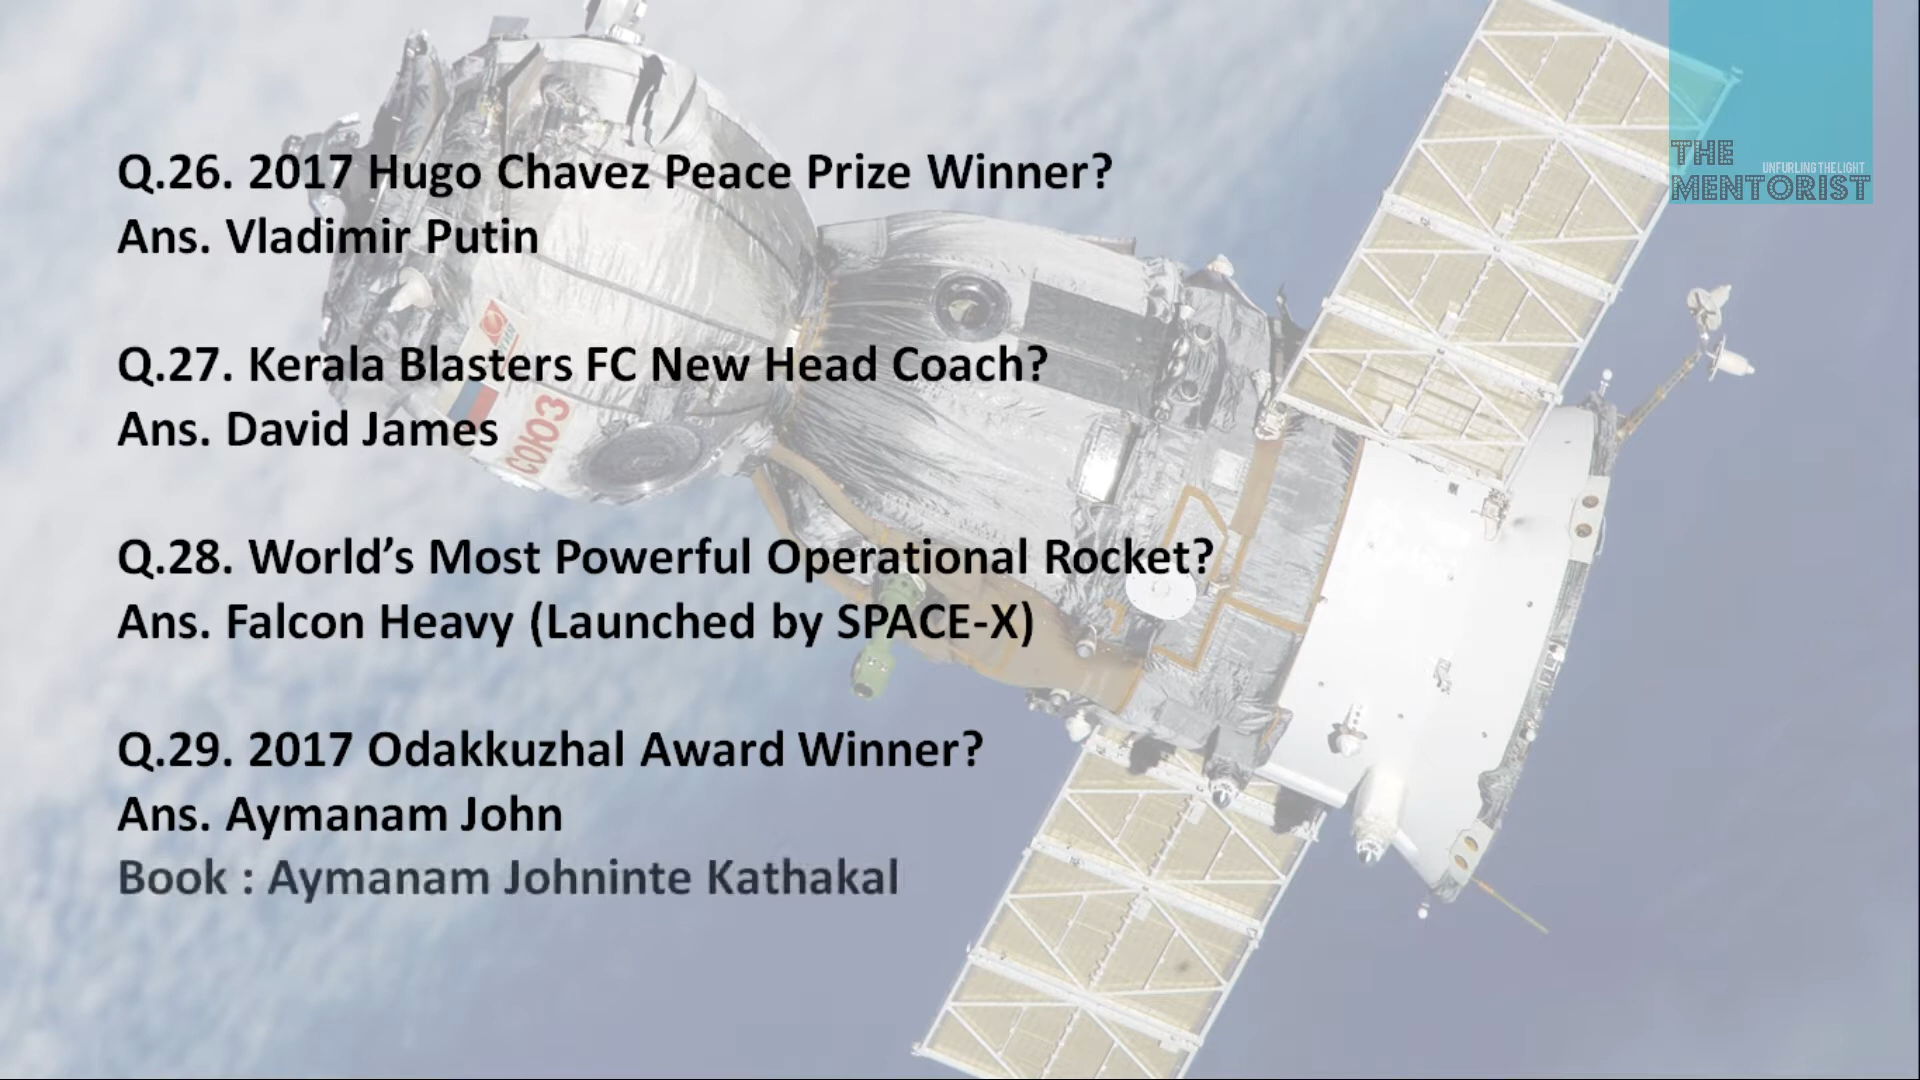 Q.26. 2017 Hugo Chavez Peace Prize Winner?
Ans. Vladimir Putin
Q.27. Kerala Blasters FC New Head Coach?
Ans. David James
Q.28. World’s Most Powerful Operational Rocket?
Ans. Falcon Heavy (Launched by SPACE-X)
Q.29. 2017 Odakkuzhal Award Winner?
Ans. Aymanam John
Book : Aymanam Johninte Kathakal
THE
UNFURLING THE LIGHT
MENTORIST
СОЮЗ